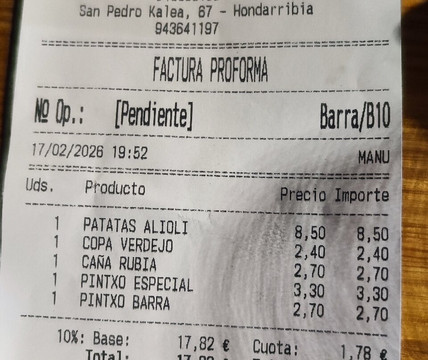 San Pedro Kalea, 67 - Hondarribia
943641197
FACTURA PROFORMA
Nº Op.: [Pendiente] Barra/B10
17/02/2026 19:52 MANU
Uds. Producto Precio Importe
1 PATATAS ALIOLI 8,50 8,50
1 COPA VERDEJO 2,40 2,40
1 CAÑA RUBIA 2,70 2,70
1 PINTXO ESPECIAL 3,30 3,30
1 PINTXO BARRA 2,70 2,70
10%: Base: 17,82 € Cuota: 1,78 €
Total: